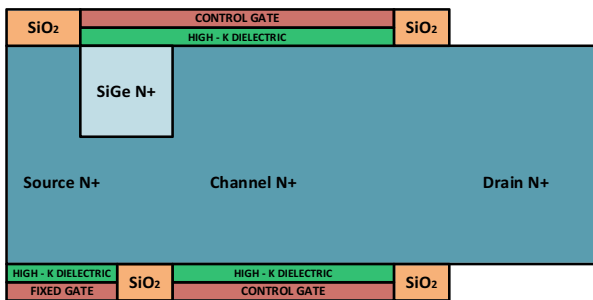 CONTROL GATE
SiO₂
SiO₂
HIGH - K DIELECTRIC
SiGe N+
Source N+
Channel N+
Drain N+
HIGH - K DIELECTRIC
HIGH - K DIELECTRIC
SiO₂
SiO₂
FIXED GATE
CONTROL GATE